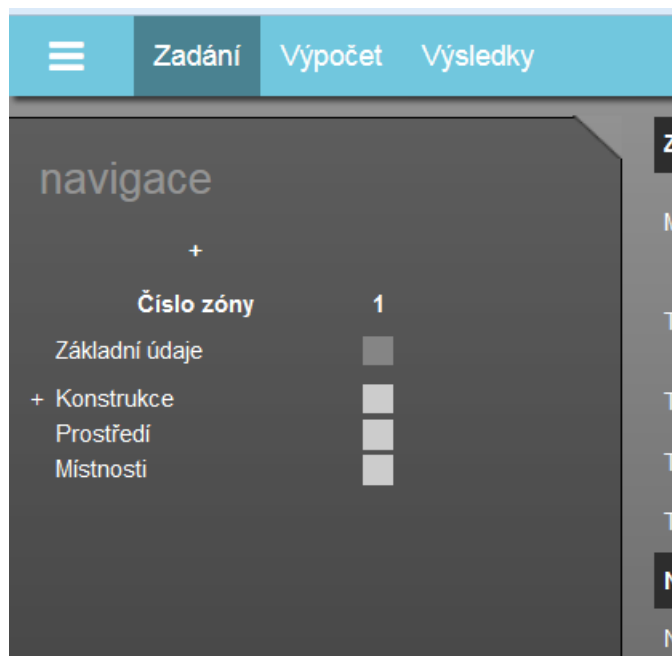 Zadání Výpočet Výsledky
navigace
+
Číslo zóny 1
Základní údaje
+ Konstrukce
Prostředí
Místnosti